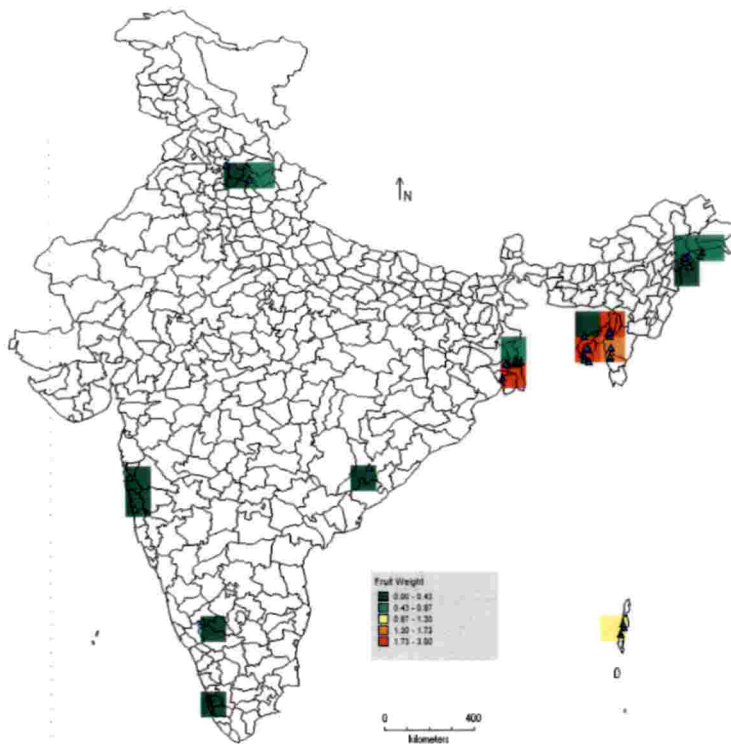 N
Fruit Weight
0.00 - 0.43
0.43 - 0.87
0.87 - 1.30
1.30 - 1.73
1.73 - 3.00
0 400
kilometers